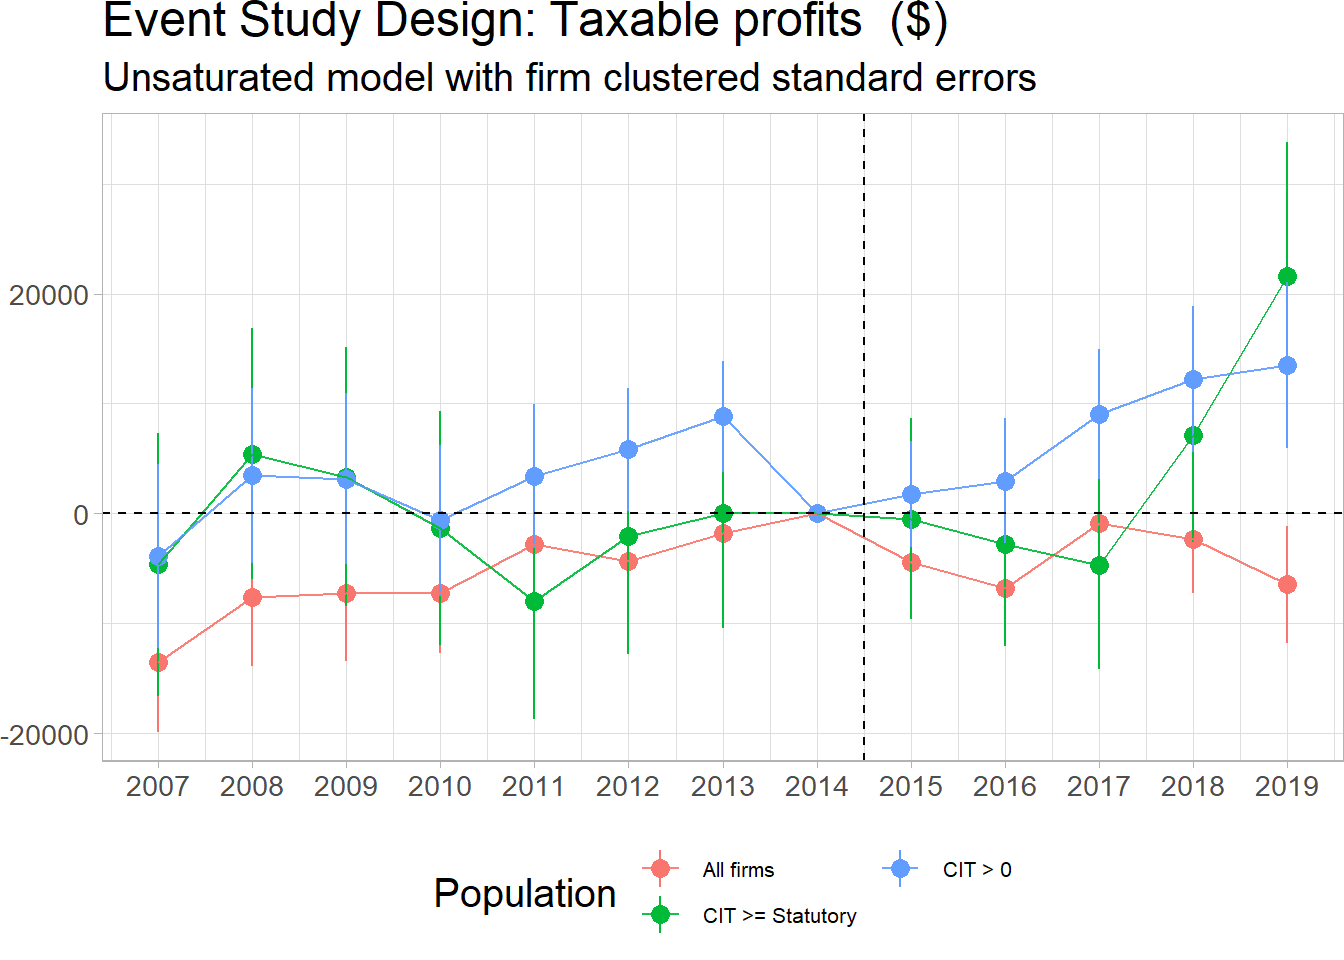 Event Study Design: Taxable profits  ($)
Unsaturated model with firm clustered standard errors
20000
0
-20000
2007 2008 2009 2010 2011 2012 2013 2014 2015 2016 2017 2018 2019
Population
All firms
CIT > 0
CIT >= Statutory